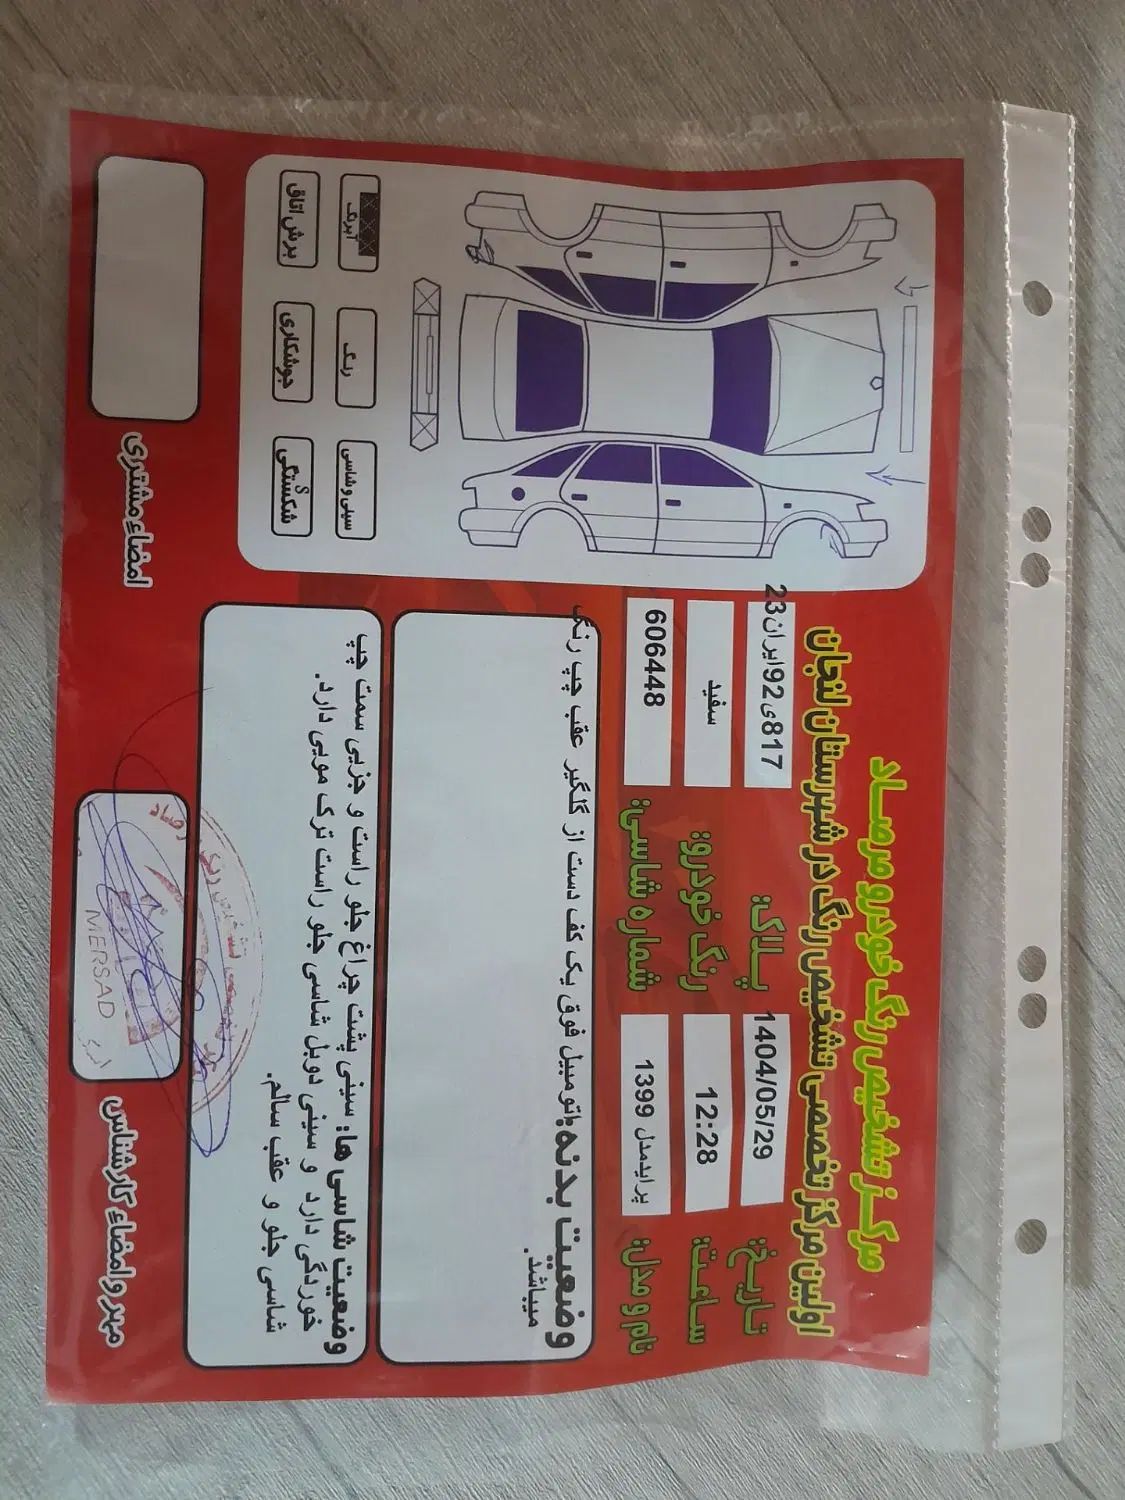 مرکز تشخیص رنگ خودرو مرصاد
اولین مرکز تخصصی تشخیص رنگ در شهرستان لنجان
تاریخ: 1404/05/29
پلاک: 817ی92ایران23
ساعت: 12:28
رنگ خودرو: سفید
نام و مدل: پرایدمدل 1399
شماره شاسی: 606448
وضعیت بدنه: اتومبیل فوق یک کف دست از گلگیر عقب چپ رنگ
میباشد.
وضعیت شاسی ها: سینی پشت چراغ جلو راست و جزیی سمت چپ
خوردگی دارد و سینی دوبل شاسی جلو راست ترک مویی دارد.
شاسی جلو و عقب سالم.
آبرنگ
رنگ
سینی و شاسی
برش اتاق
جوشکاری
شکستگی
مهر و امضاء کارشناس
MERSAD
امضاء مشتری